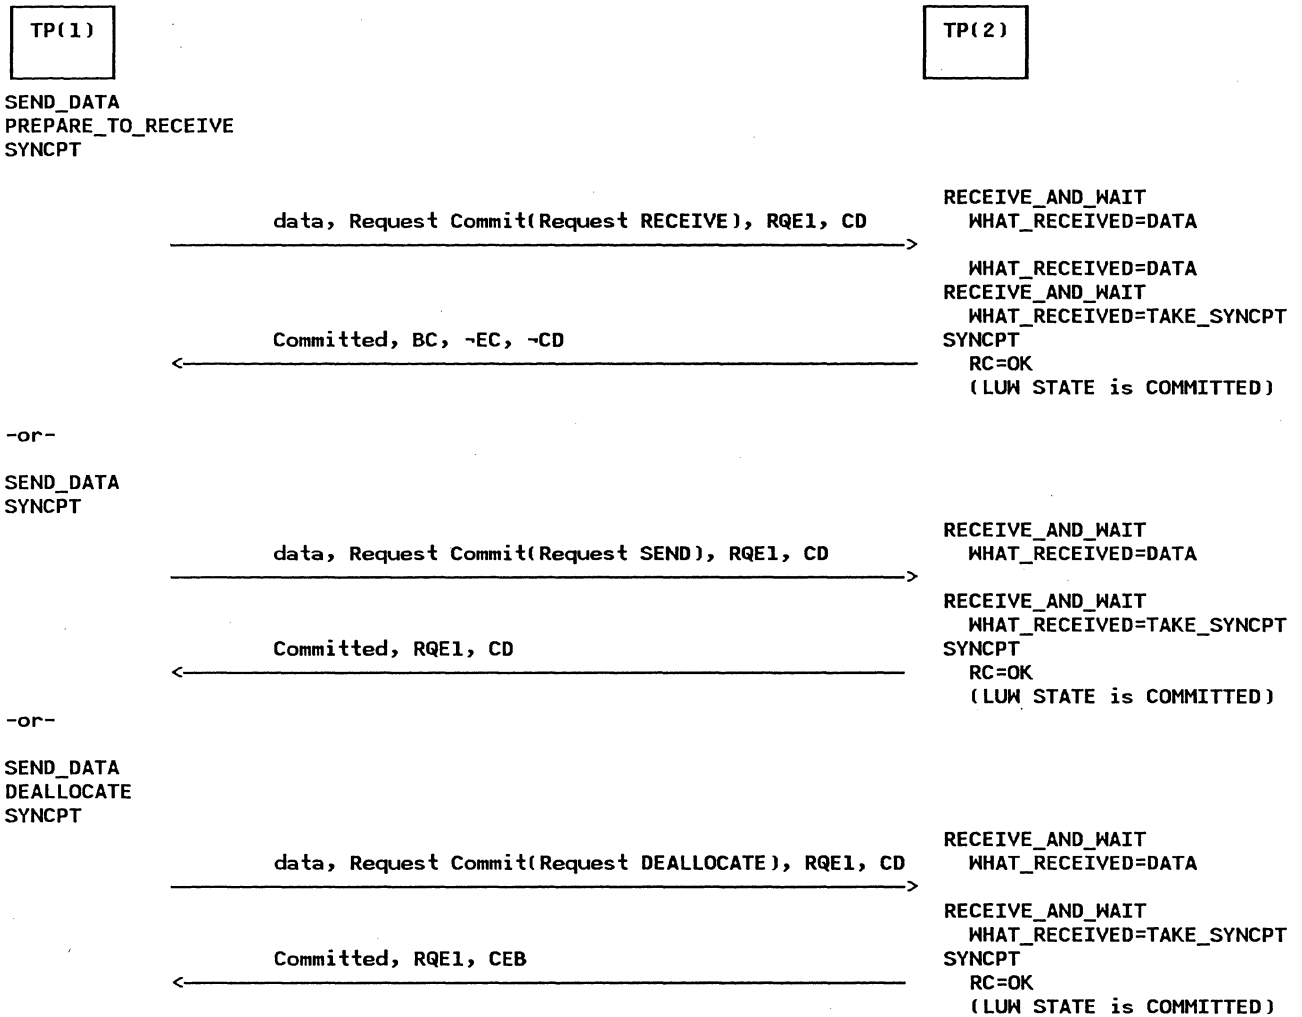 TP(1)
TP(2)
SEND_DATA
PREPARE_TO_RECEIVE
SYNCPT
RECEIVE_AND_WAIT
data, Request Commit(Request RECEIVE), RQE1, CD
WHAT_RECEIVED=DATA
WHAT_RECEIVED=DATA
RECEIVE_AND_WAIT
WHAT_RECEIVED=TAKE_SYNCPT
Committed, BC, ¬EC, ¬CD
SYNCPT
RC=OK
(LUW STATE is COMMITTED)
-or-
SEND_DATA
SYNCPT
RECEIVE_AND_WAIT
data, Request Commit(Request SEND), RQE1, CD
WHAT_RECEIVED=DATA
RECEIVE_AND_WAIT
WHAT_RECEIVED=TAKE_SYNCPT
Committed, RQE1, CD
SYNCPT
RC=OK
(LUW STATE is COMMITTED)
-or-
SEND_DATA
DEALLOCATE
SYNCPT
RECEIVE_AND_WAIT
data, Request Commit(Request DEALLOCATE), RQE1, CD
WHAT_RECEIVED=DATA
RECEIVE_AND_WAIT
WHAT_RECEIVED=TAKE_SYNCPT
Committed, RQE1, CEB
SYNCPT
RC=OK
(LUW STATE is COMMITTED)